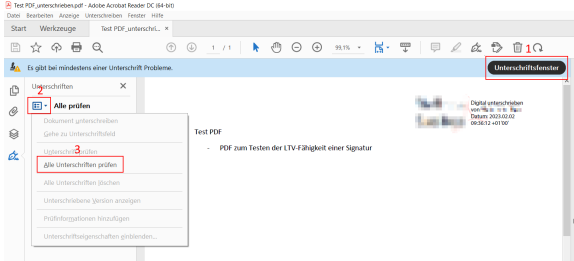 Test PDF_unterschrieben.pdf - Adobe Acrobat Reader DC (64-bit)
Datei Bearbeiten Anzeige Unterschreiben Fenster Hilfe
Start Werkzeuge Test PDF_unterschri... ×
1 / 1 99,1% 1
Es gibt bei mindestens einer Unterschrift Probleme. Unterschriftsfenster
Unterschriften X
2
Alle prüfen
Dokument unterschreiben
Gehe zu Unterschriftsfeld
Unterschrift prüfen
3
Alle Unterschriften prüfen
Alle Unterschriften löschen
Unterschriebene Version anzeigen
Prüfinformationen hinzufügen
Unterschriftseigenschaften einblenden...
Digital unterschrieben
von
Datum: 2023.02.02
09:36:12 +01'00'
Test PDF
- PDF zum Testen der LTV-Fähigkeit einer Signatur